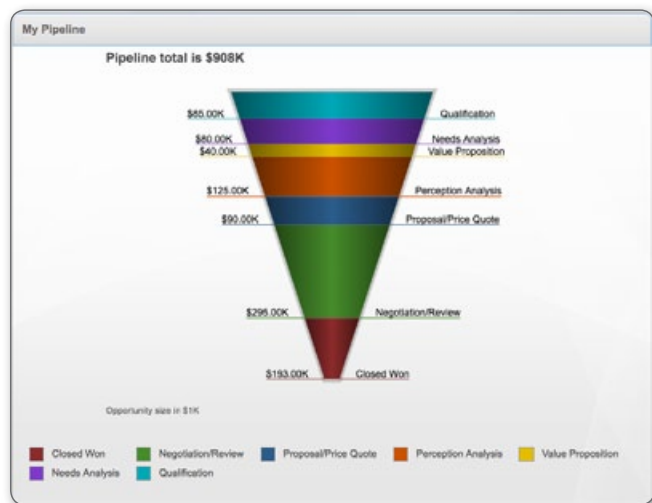 My Pipeline
Pipeline total is $908K
$85.00K Qualification
$80.00K Needs Analysis
$40.00K Value Proposition
$125.00K Perception Analysis
$90.00K Proposal/Price Quote
$295.00K Negotiation/Review
$193.00K Closed Won
Opportunity size in $1K
Closed Won Negotiation/Review Proposal/Price Quote Perception Analysis Value Proposition
Needs Analysis Qualification